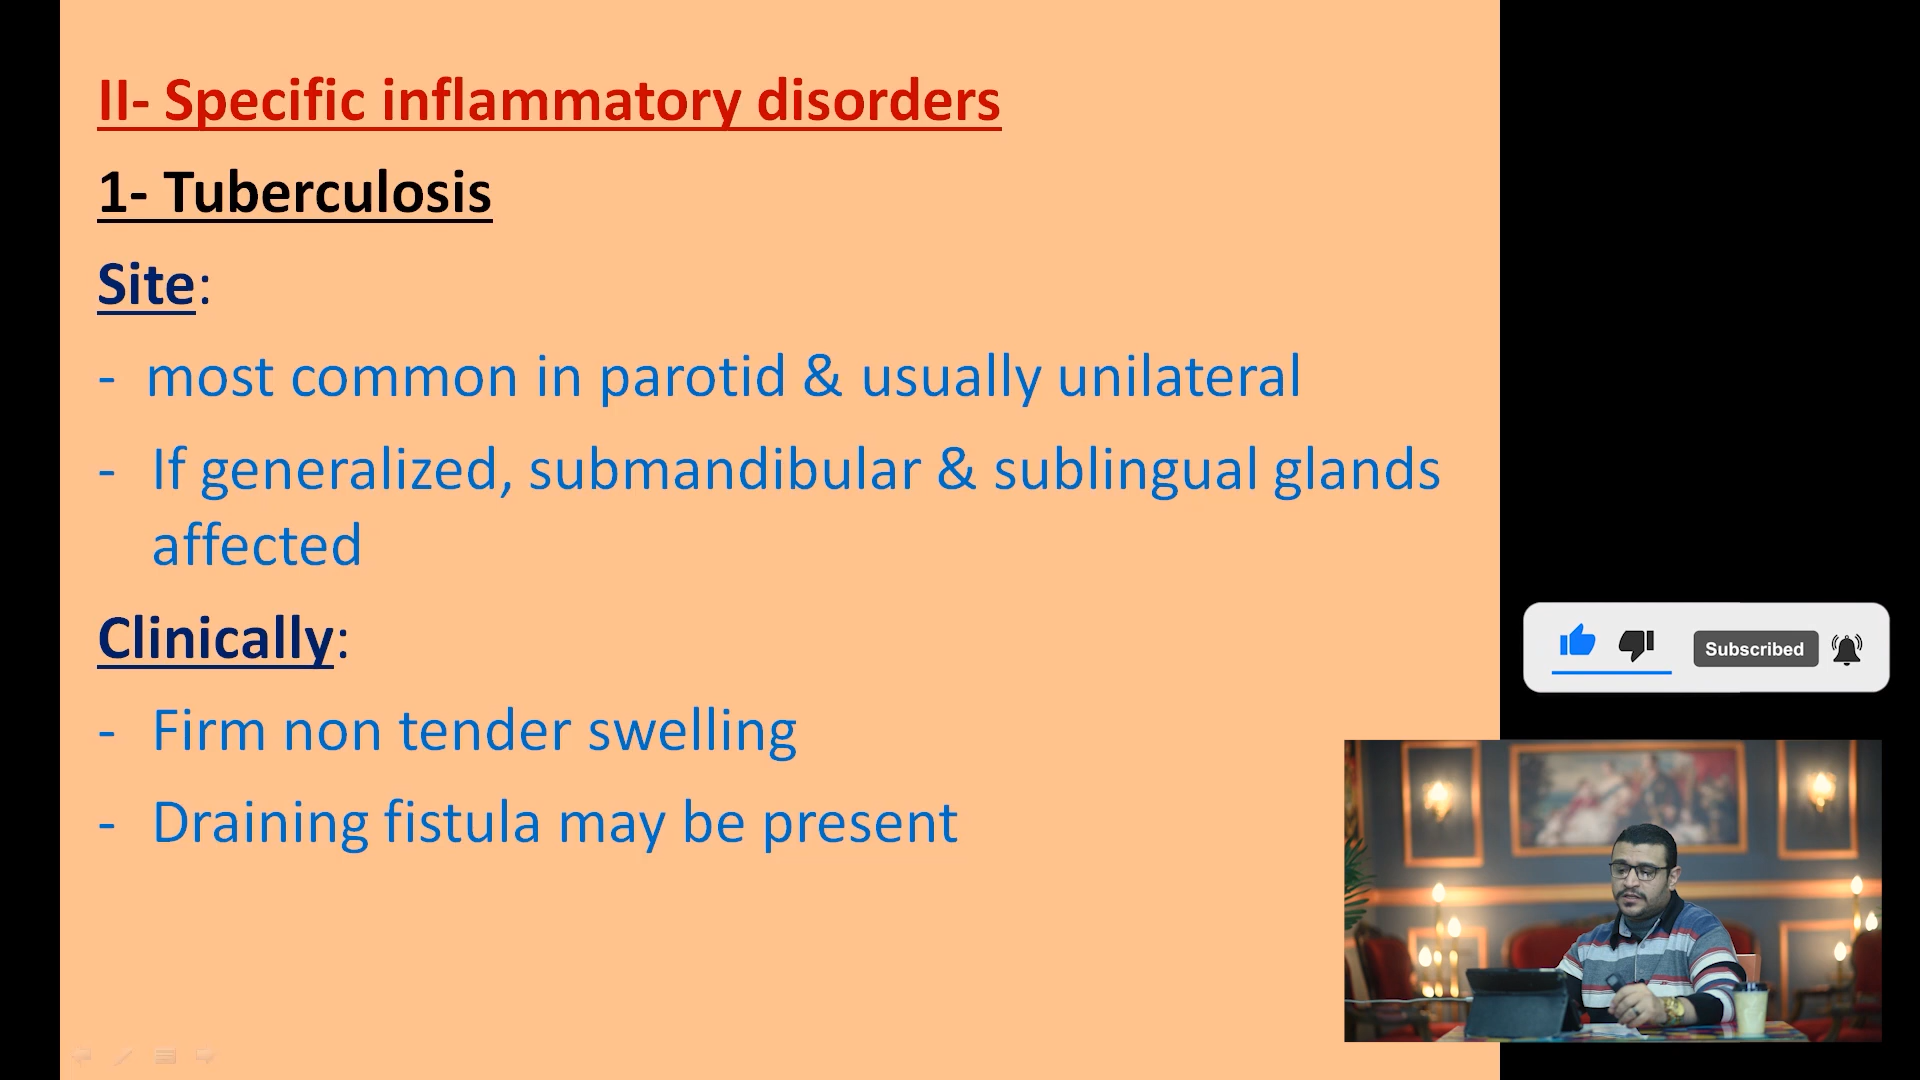 II- Specific inflammatory disorders
1- Tuberculosis
Site:
- most common in parotid & usually unilateral
- If generalized, submandibular & sublingual glands
affected
Clinically:
- Firm non tender swelling
- Draining fistula may be present
Subscribed